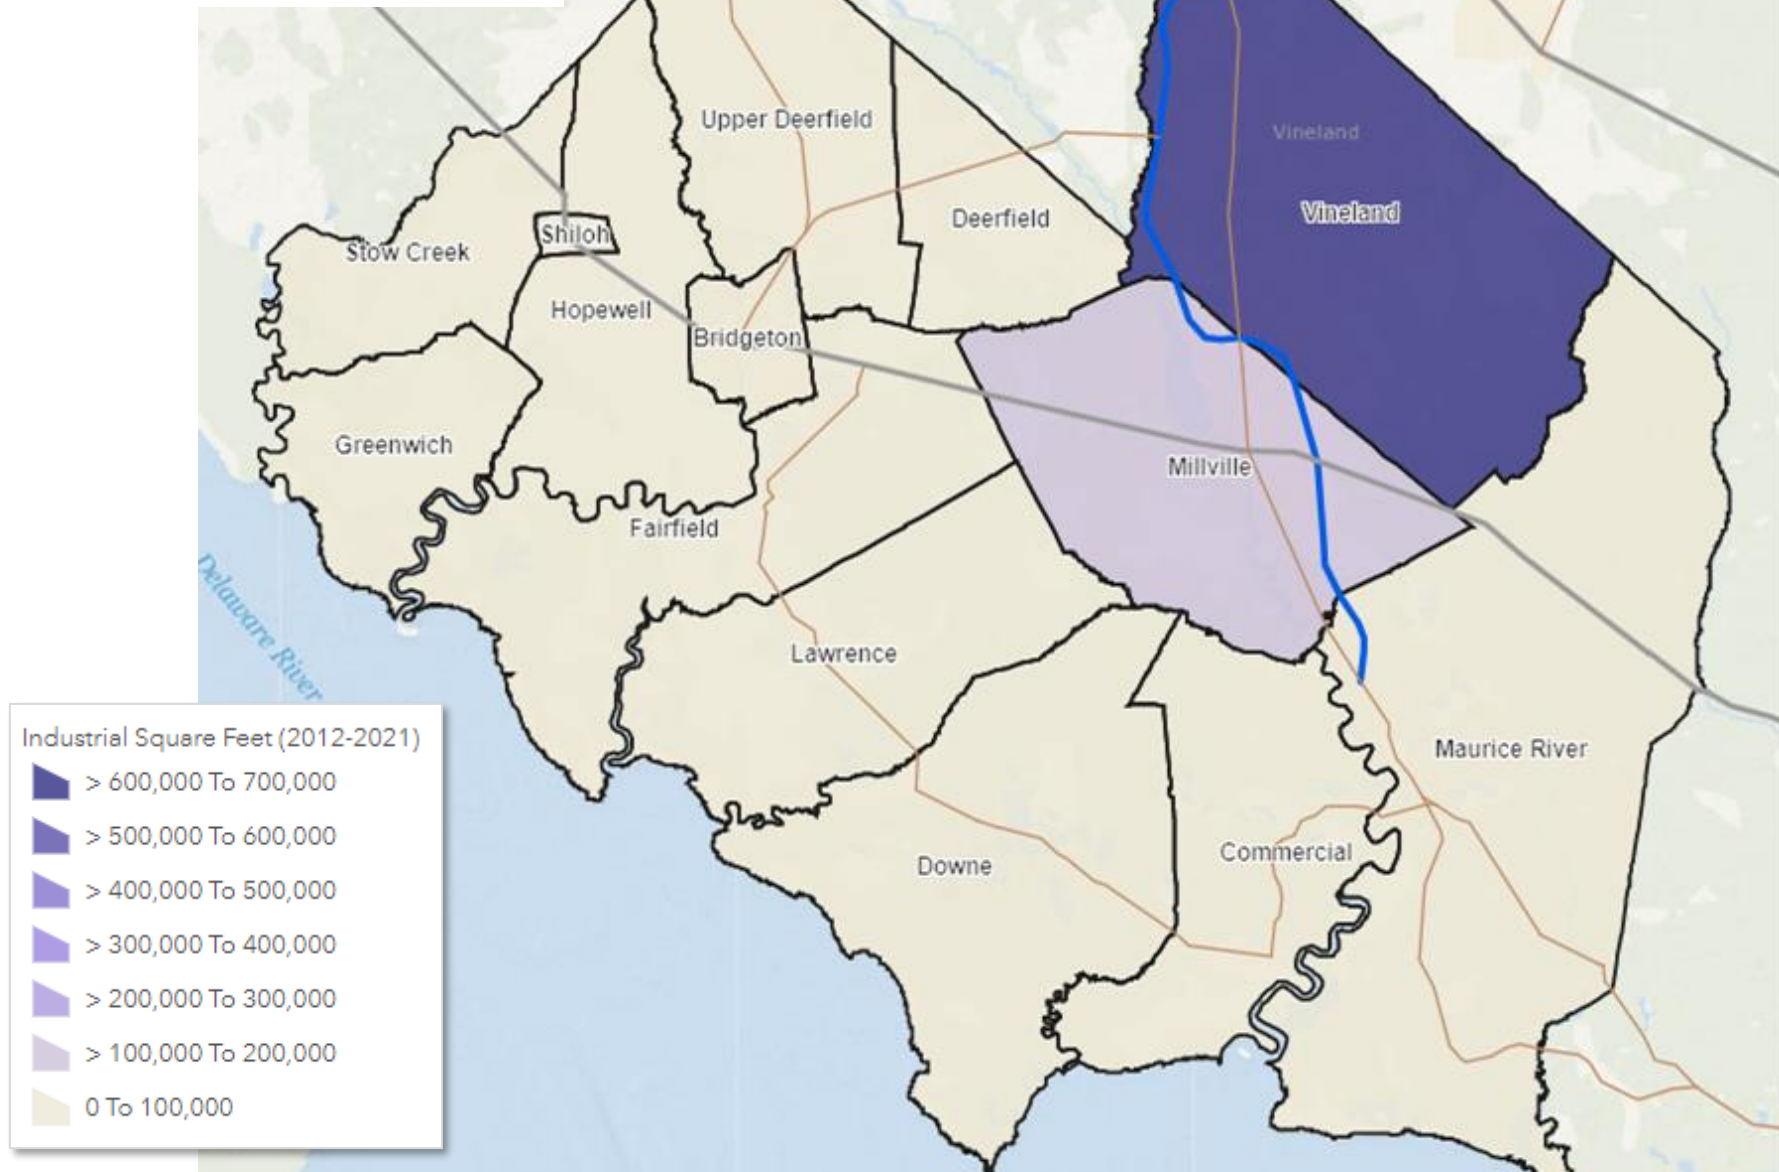 Upper Deerfield
Vineland
Vineland
Deerfield
Shiloh
Stow Creek
Hopewell
Bridgeton
Greenwich
Millville
Fairfield
Delaware River
Lawrence
Maurice River
Downe
Commercial
Industrial Square Feet (2012-2021)
> 600,000 To 700,000
> 500,000 To 600,000
> 400,000 To 500,000
> 300,000 To 400,000
> 200,000 To 300,000
> 100,000 To 200,000
0 To 100,000